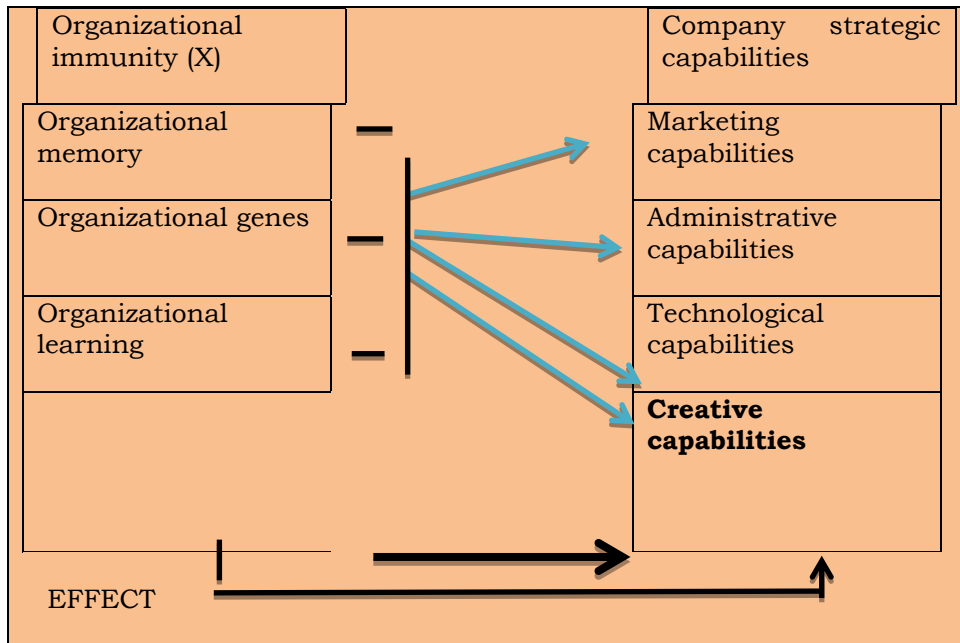 Organizational
immunity (X)
Company strategic
capabilities
Organizational
memory
Marketing
capabilities
Organizational genes
Administrative
capabilities
Organizational
learning
Technological
capabilities
Creative
capabilities
EFFECT